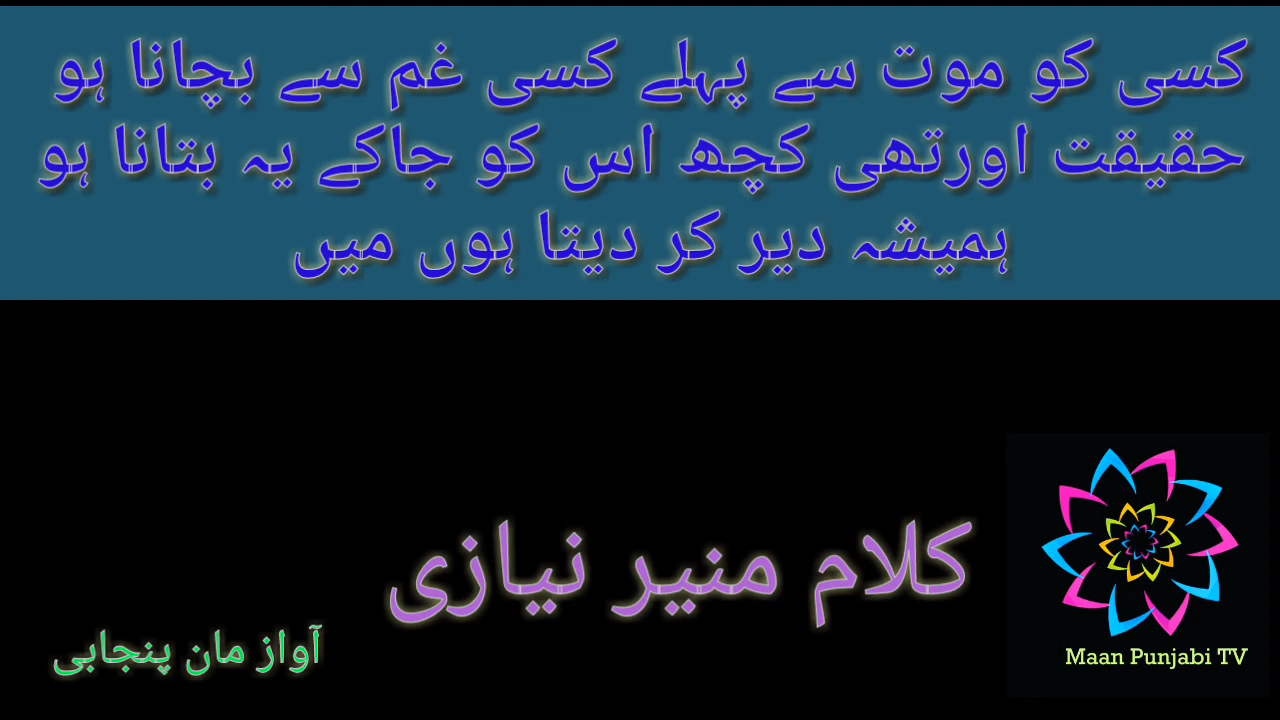 کسی کو موت سے پہلے کسی غم سے بچانا ہو
حقیقت اورتھی کچھ اس کو جاکے یہ بتانا ہو
ہمیشہ دیر کر دیتا ہوں میں
کلام منیر نیازی
آواز مان پنجابی
Maan Punjabi TV